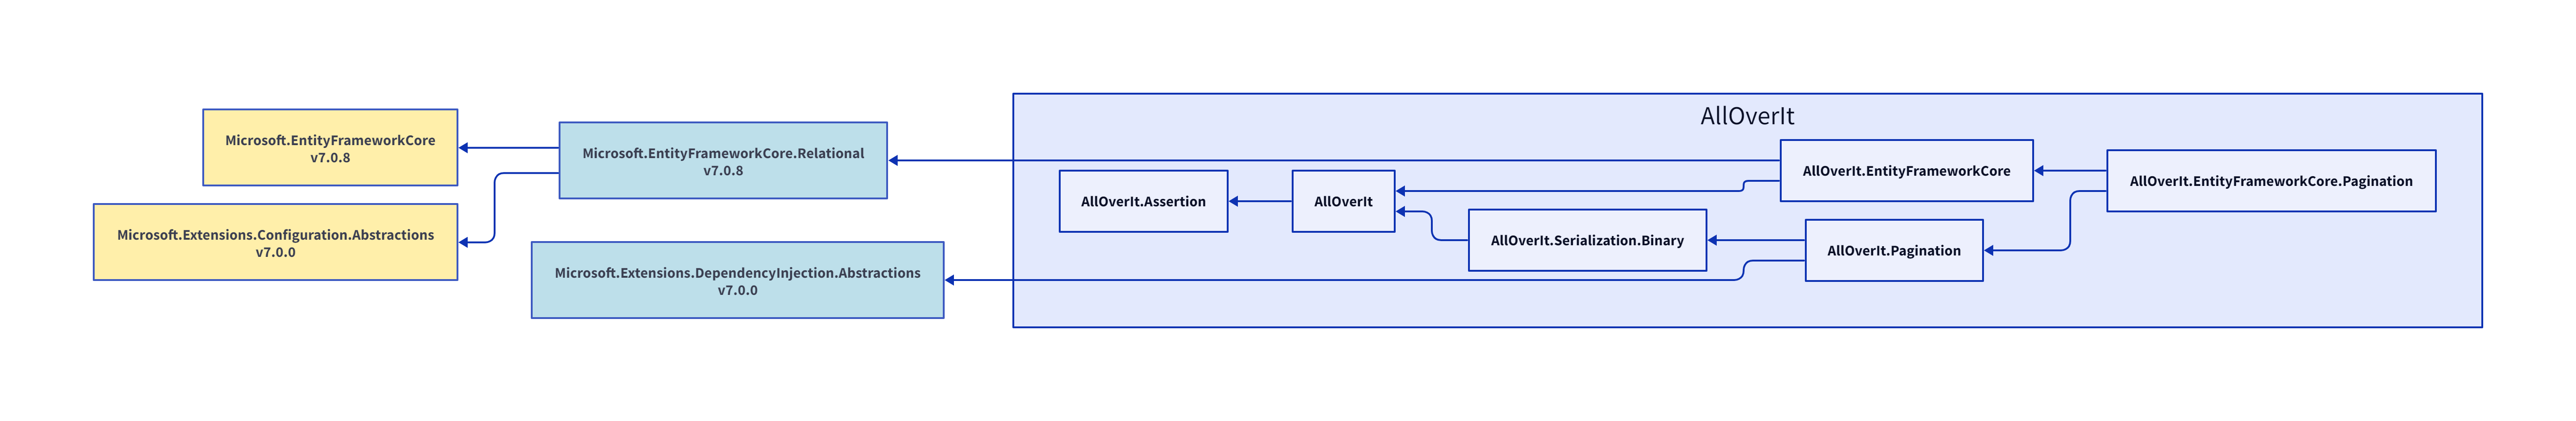 Microsoft.EntityFrameworkCore
v7.0.8
Microsoft.Extensions.Configuration.Abstractions
v7.0.0
Microsoft.EntityFrameworkCore.Relational
v7.0.8
Microsoft.Extensions.DependencyInjection.Abstractions
v7.0.0
AllOverIt
AllOverIt.Assertion
AllOverIt
AllOverIt.Serialization.Binary
AllOverIt.EntityFrameworkCore
AllOverIt.Pagination
AllOverIt.EntityFrameworkCore.Pagination